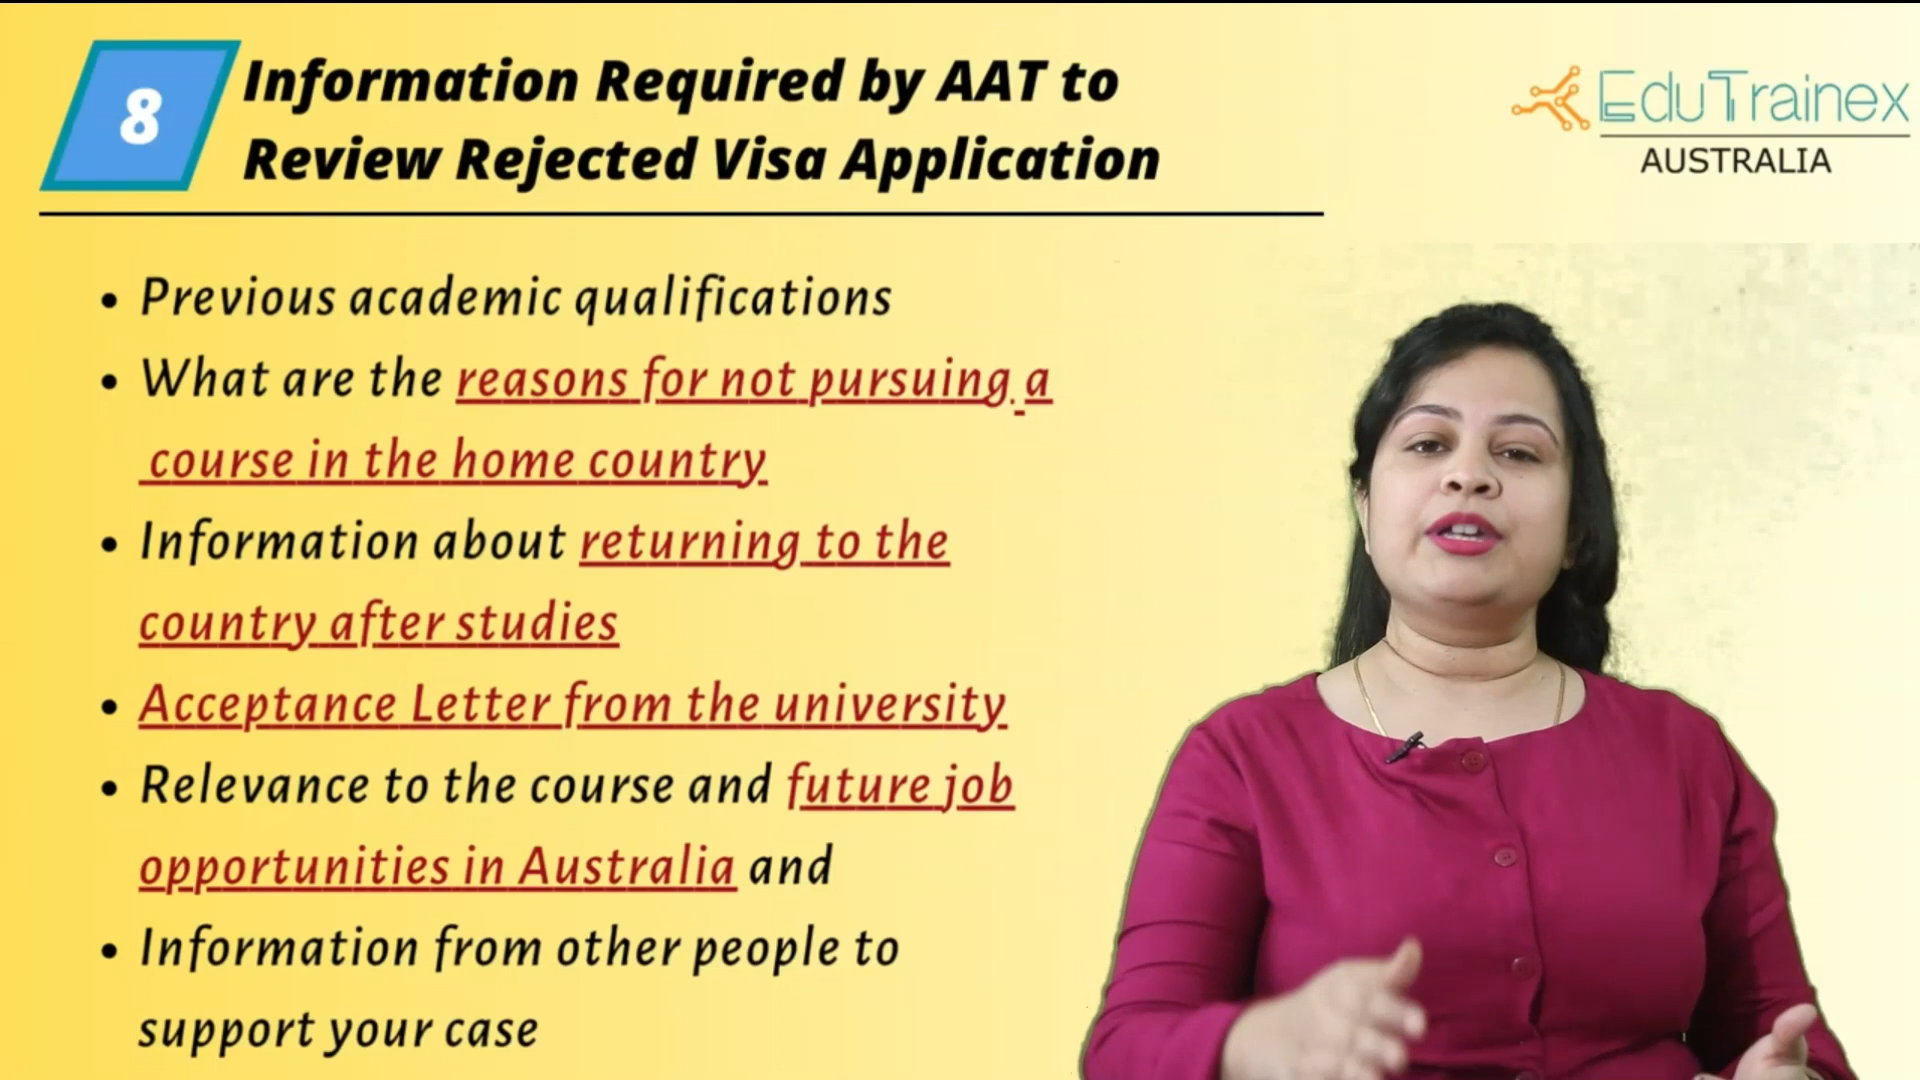 8
Information Required by AAT to
Review Rejected Visa Application
EduTrainex
AUSTRALIA
• Previous academic qualifications
• What are the reasons for not pursuing a
course in the home country
• Information about returning to the
country after studies
• Acceptance Letter from the university
• Relevance to the course and future job
opportunities in Australia and
• Information from other people to
support your case